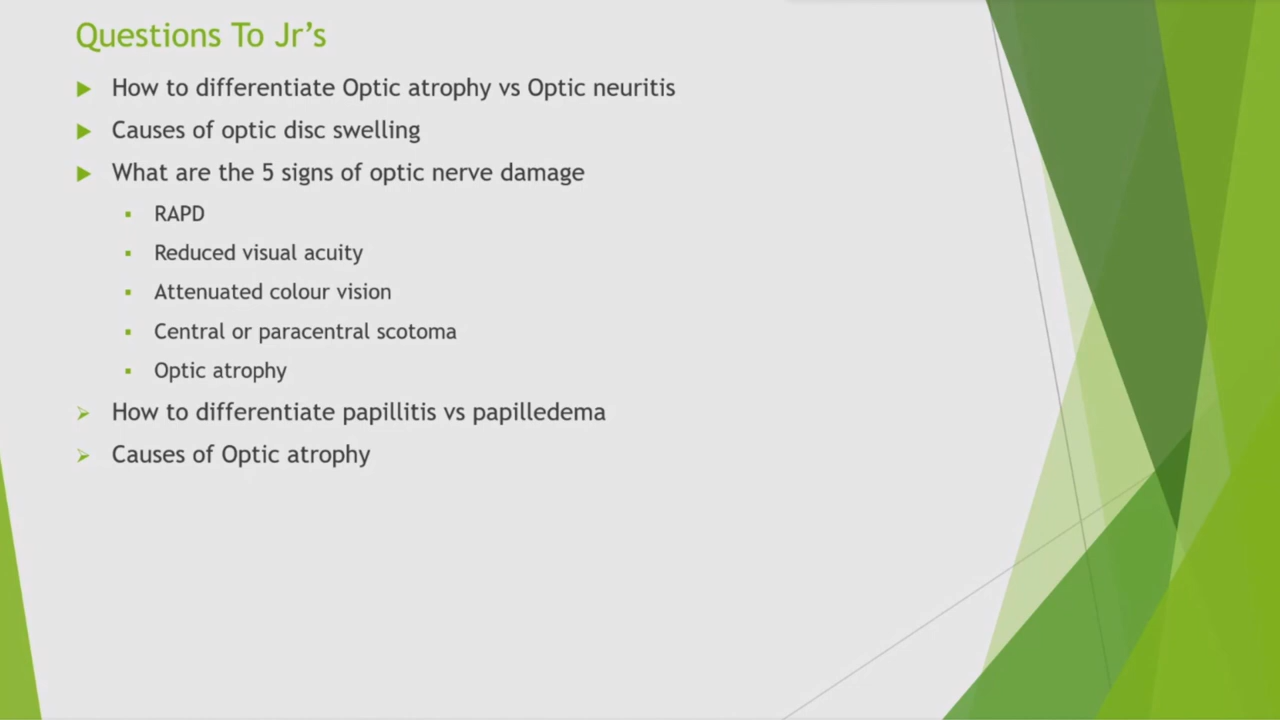 Questions To Jr’s
How to differentiate Optic atrophy vs Optic neuritis
Causes of optic disc swelling
What are the 5 signs of optic nerve damage
RAPD
Reduced visual acuity
Attenuated colour vision
Central or paracentral scotoma
Optic atrophy
How to differentiate papillitis vs papilledema
Causes of Optic atrophy